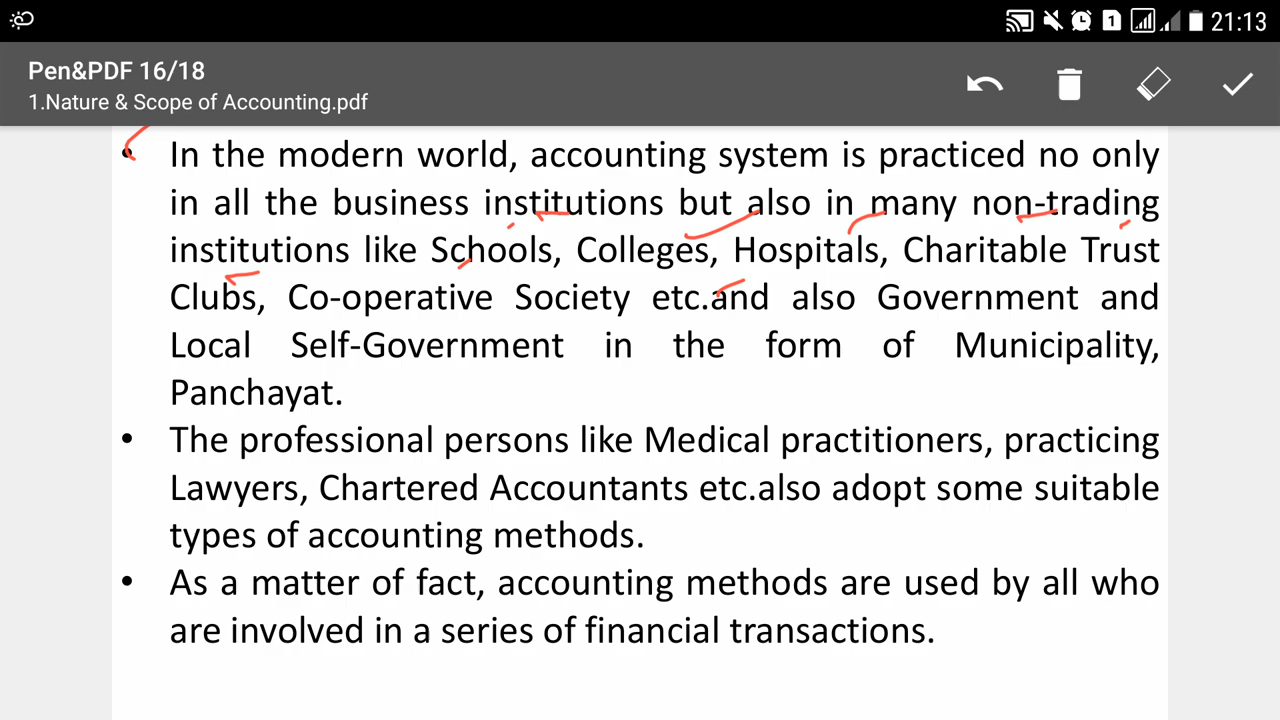 21:13
Pen&PDF 16/18
1.Nature & Scope of Accounting.pdf
• In the modern world, accounting system is practiced no only
in all the business institutions but also in many non-trading
institutions like Schools, Colleges, Hospitals, Charitable Trust
Clubs, Co-operative Society etc.and also Government and
Local Self-Government in the form of Municipality,
Panchayat.
• The professional persons like Medical practitioners, practicing
Lawyers, Chartered Accountants etc.also adopt some suitable
types of accounting methods.
• As a matter of fact, accounting methods are used by all who
are involved in a series of financial transactions.